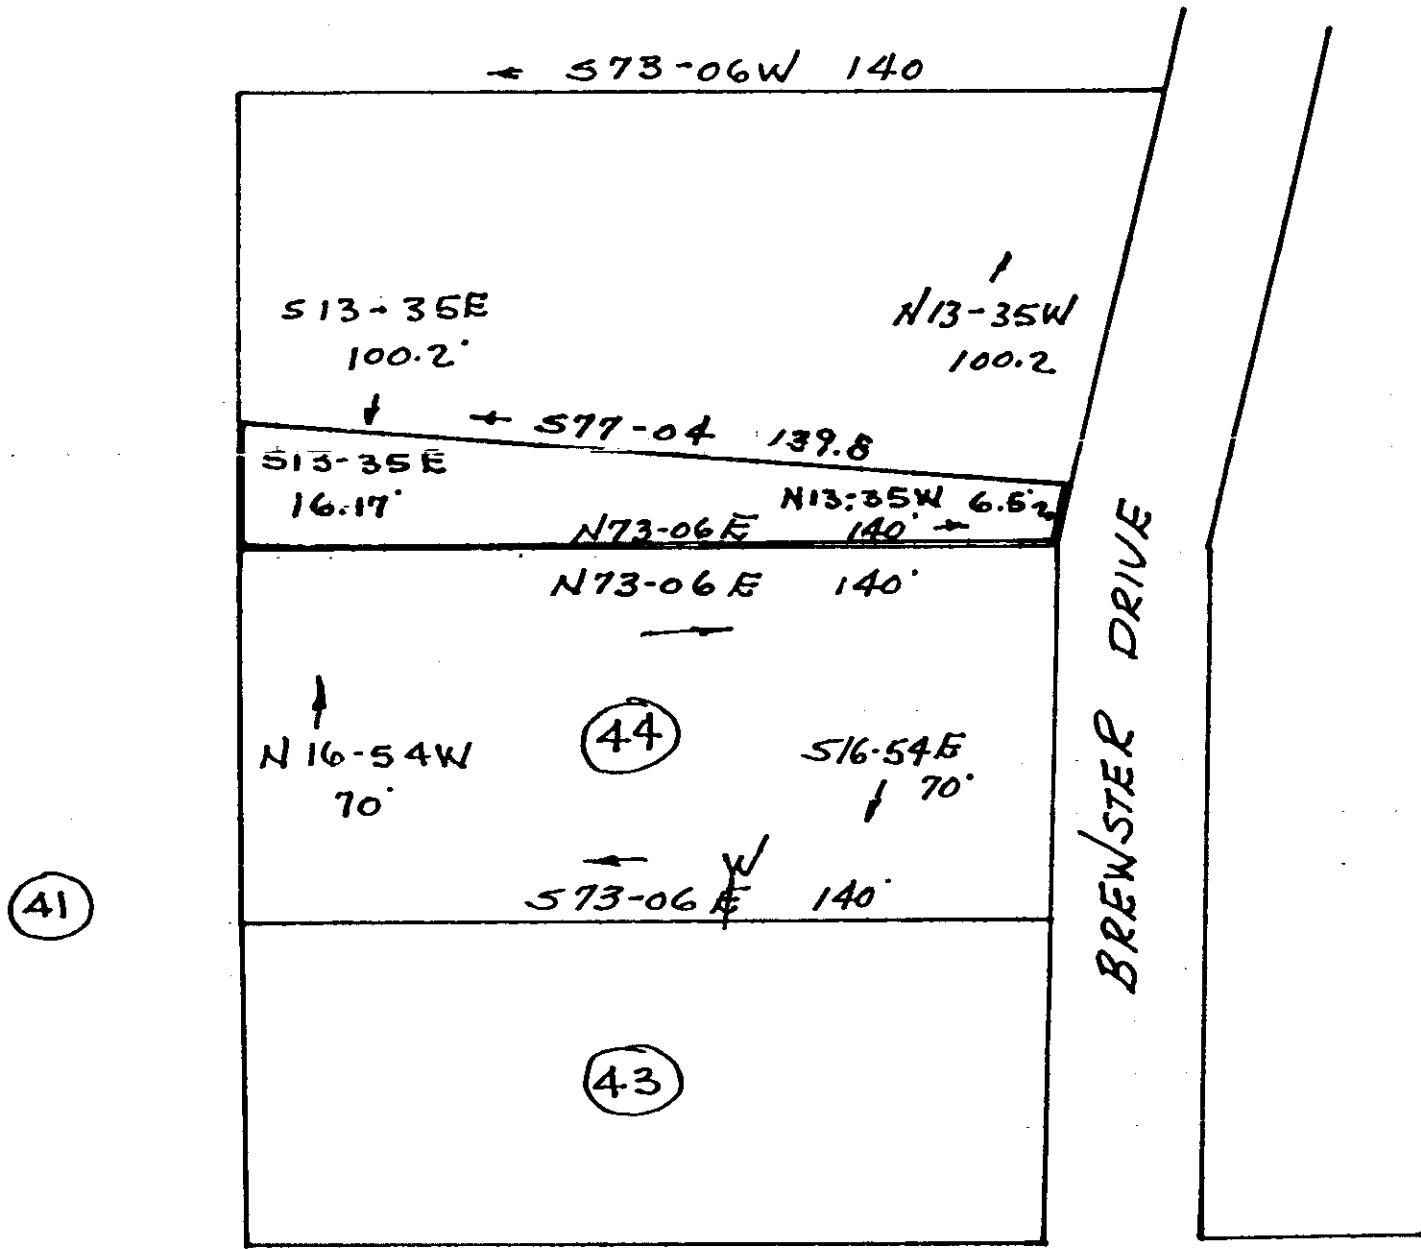 S73-06W 140
S13-35E
100.2'
N13-35W
100.2
S77-04 139.8
S13-35E
16.17'
N13-35W 6.5'
N73-06E 140'
N73-06E 140'
44
N16-54W
70'
S16-54E
70'
W
S73-06E 140'
41
BREWSTER DRIVE
43